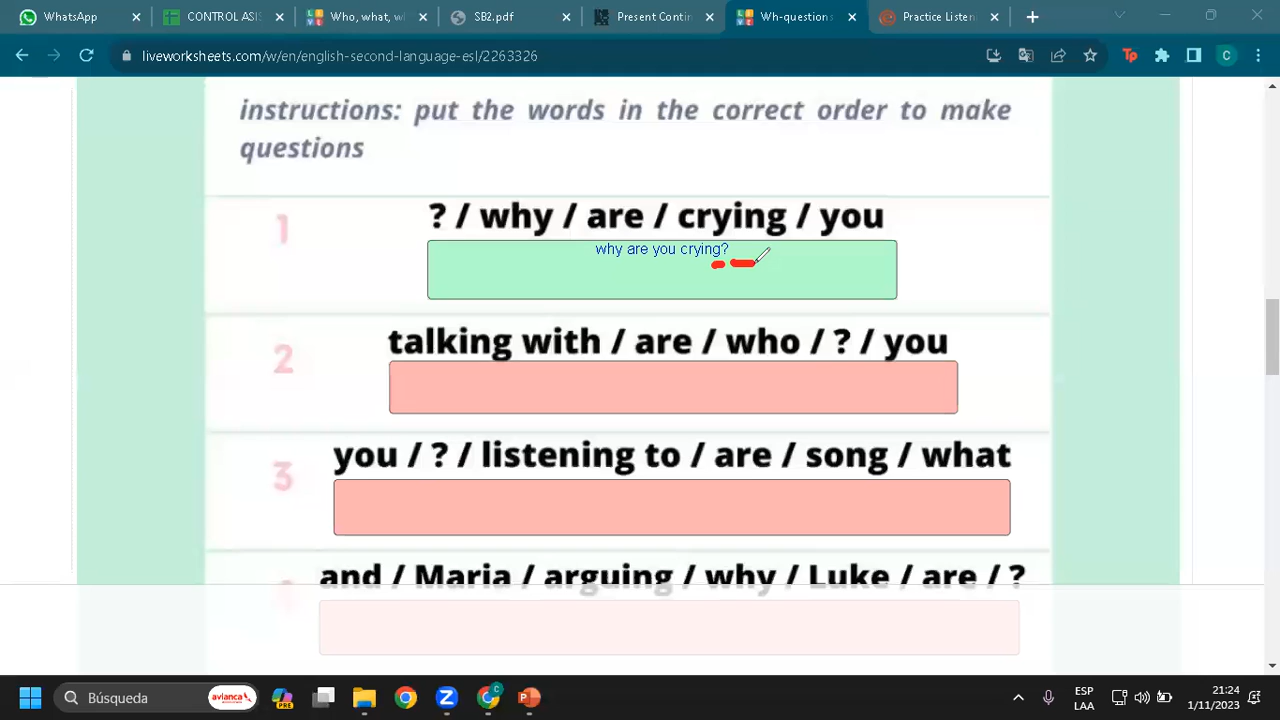 WhatsApp
CONTROL ASI
Who, what, w
SB2.pdf
Present Conti
Wh-questions
Practice Listen
liveworksheets.com/w/en/english-second-language-esl/2263326
C
instructions: put the words in the correct order to make
questions
1
? / why / are / crying / you
why are you crying?
2
talking with / are / who / ? / you
3
you / ? / listening to / are / song / what
and / Maria / arguing / why / Luke / are / ?
Búsqueda
avianca
PRE
C
ESP
LAA
21:24
1/11/2023